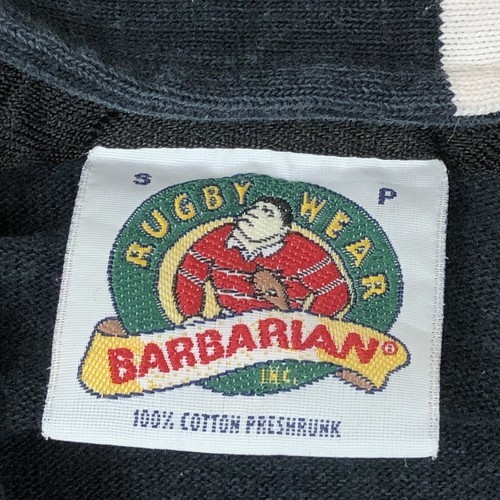 S P
RUGBY WEAR
BARBARIAN®
INC.
100% COTTON PRESHRUNK